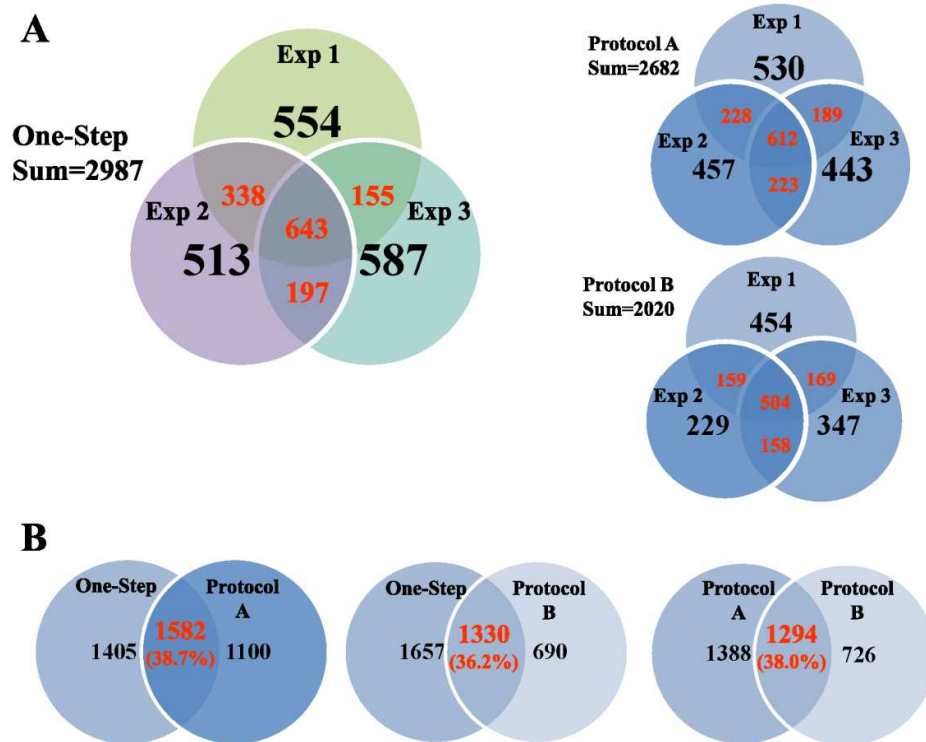 A
One-Step
Sum=2987
Exp 1
554
338
155
Exp 2
643
Exp 3
513
587
197
Protocol A
Sum=2682
Exp 1
530
228
189
Exp 2
612
Exp 3
457
443
223
Protocol B
Sum=2020
Exp 1
454
159
169
Exp 2
504
Exp 3
229
347
158
B
One-Step
Protocol
A
1405
1582
(38.7%)
1100
One-Step
Protocol
B
1657
1330
(36.2%)
690
Protocol
A
Protocol
B
1388
1294
(38.0%)
726